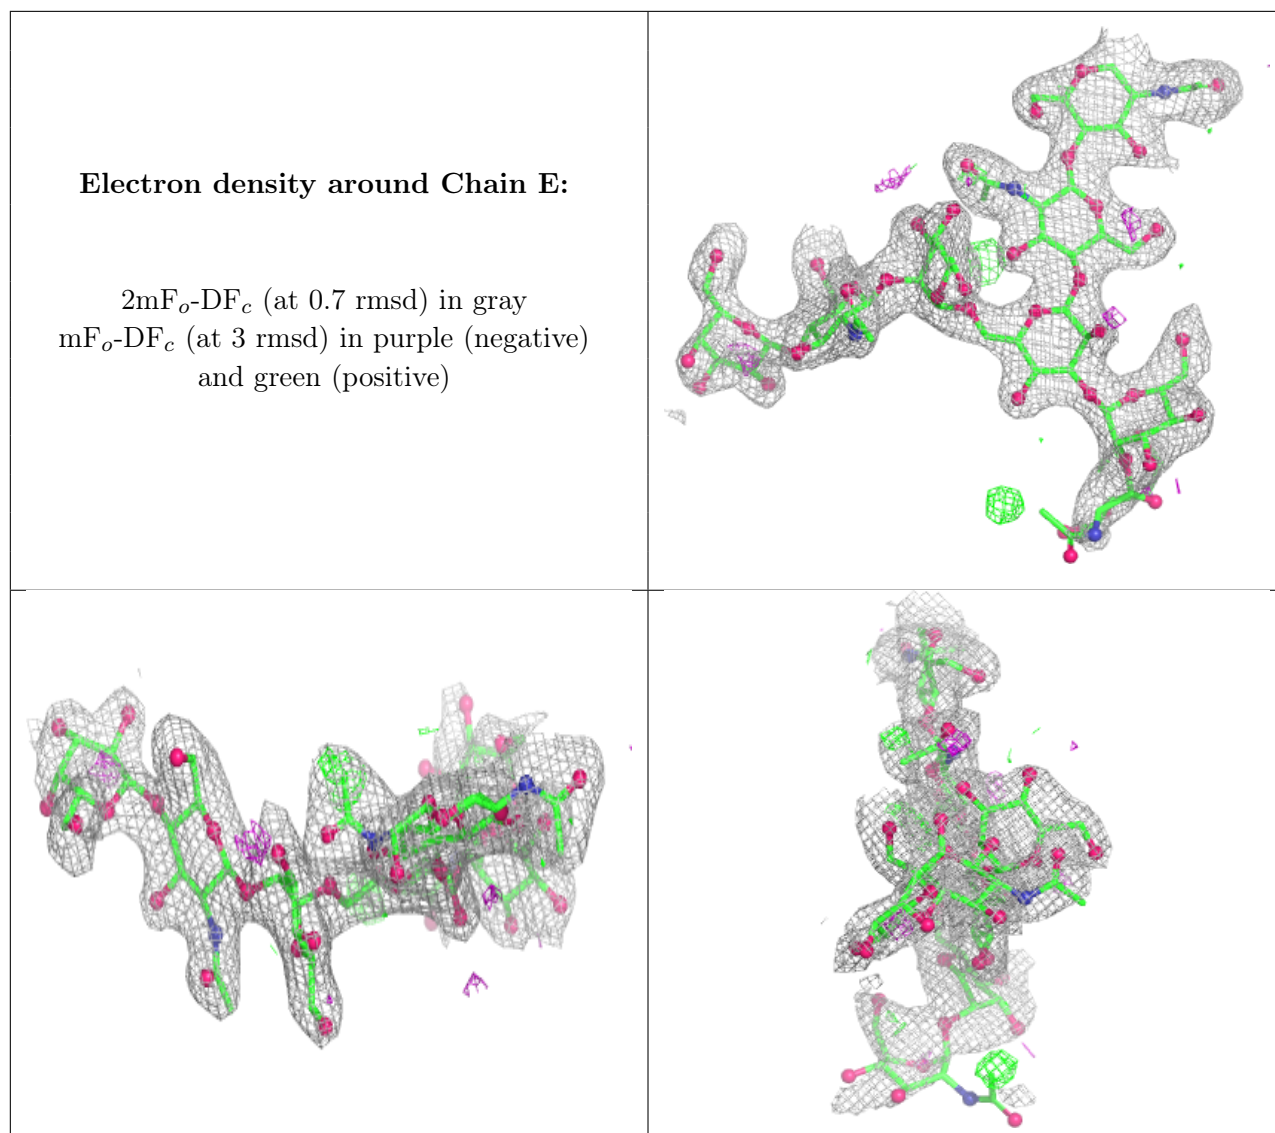 Electron density around Chain E:
2mFₒ-DF𝒸 (at 0.7 rmsd) in gray
mFₒ-DF𝒸 (at 3 rmsd) in purple (negative)
and green (positive)